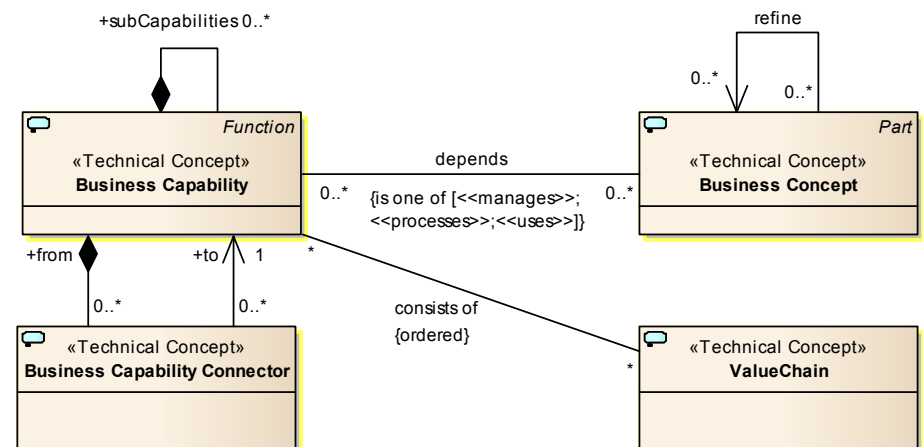 +subCapabilities 0..*
refine
0..*
0..*
Function
«Technical Concept»
Business Capability
Part
«Technical Concept»
Business Concept
depends
0..*
0..*
{is one of [<<manages>>;
<<processes>>;<<uses>>]}
+from
+to
1
*
0..*
0..*
consists of
{ordered}
*
«Technical Concept»
Business Capability Connector
«Technical Concept»
ValueChain